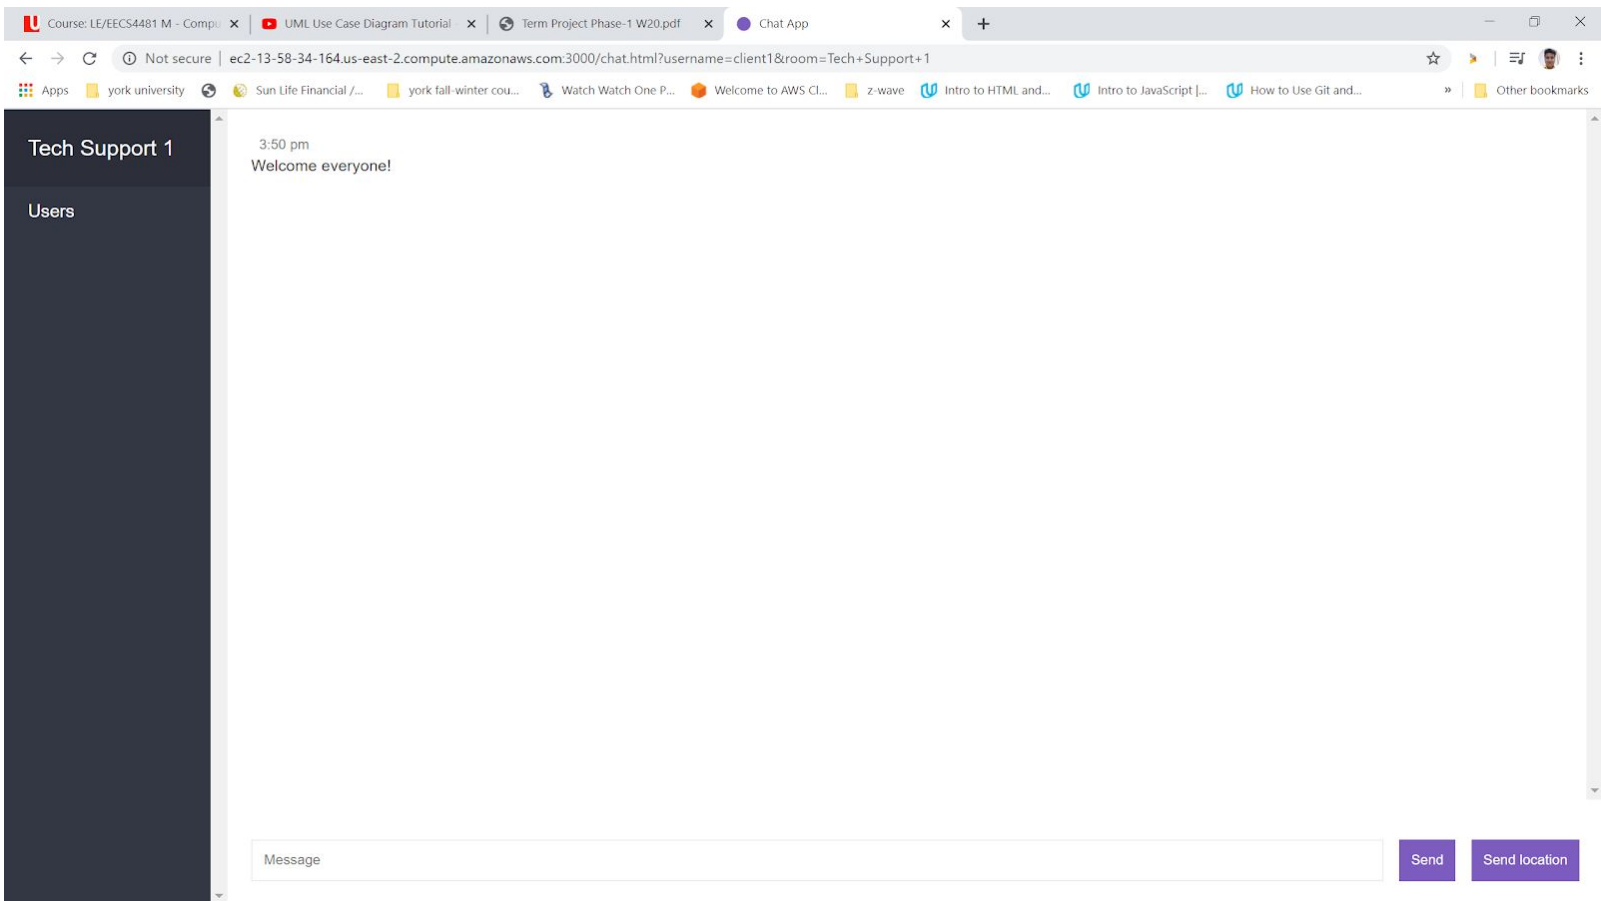 Course: LE/EECS4481 M - Compu
UML Use Case Diagram Tutorial
Term Project Phase-1 W20.pdf
Chat App
Not secure | ec2-13-58-34-164.us-east-2.compute.amazonaws.com:3000/chat.html?username=client1&room=Tech+Support+1
Apps york university Sun Life Financial /... york fall-winter cou... Watch Watch One P... Welcome to AWS Cl... z-wave Intro to HTML and... Intro to JavaScript |... How to Use Git and... » Other bookmarks
Tech Support 1
Users
3:50 pm
Welcome everyone!
Message
Send
Send location